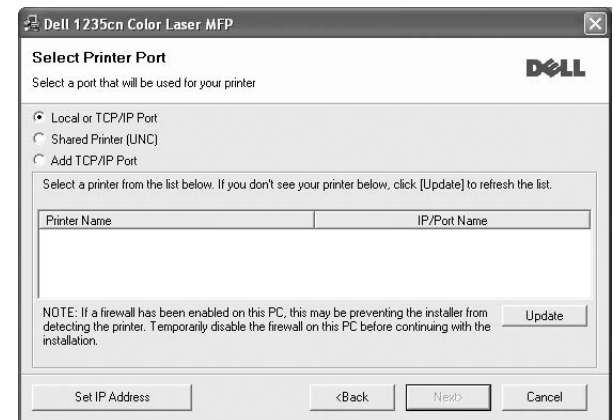 Dell 1235cn Color Laser MFP
Select Printer Port
Select a port that will be used for your printer
DELL
Local or TCP/IP Port
Shared Printer (UNC)
Add TCP/IP Port
Select a printer from the list below. If you don't see your printer below, click [Update] to refresh the list.
Printer Name IP/Port Name
NOTE: If a firewall has been enabled on this PC, this may be preventing the installer from
detecting the printer. Temporarily disable the firewall on this PC before continuing with the
installation.
Update
Set IP Address <Back Next> Cancel